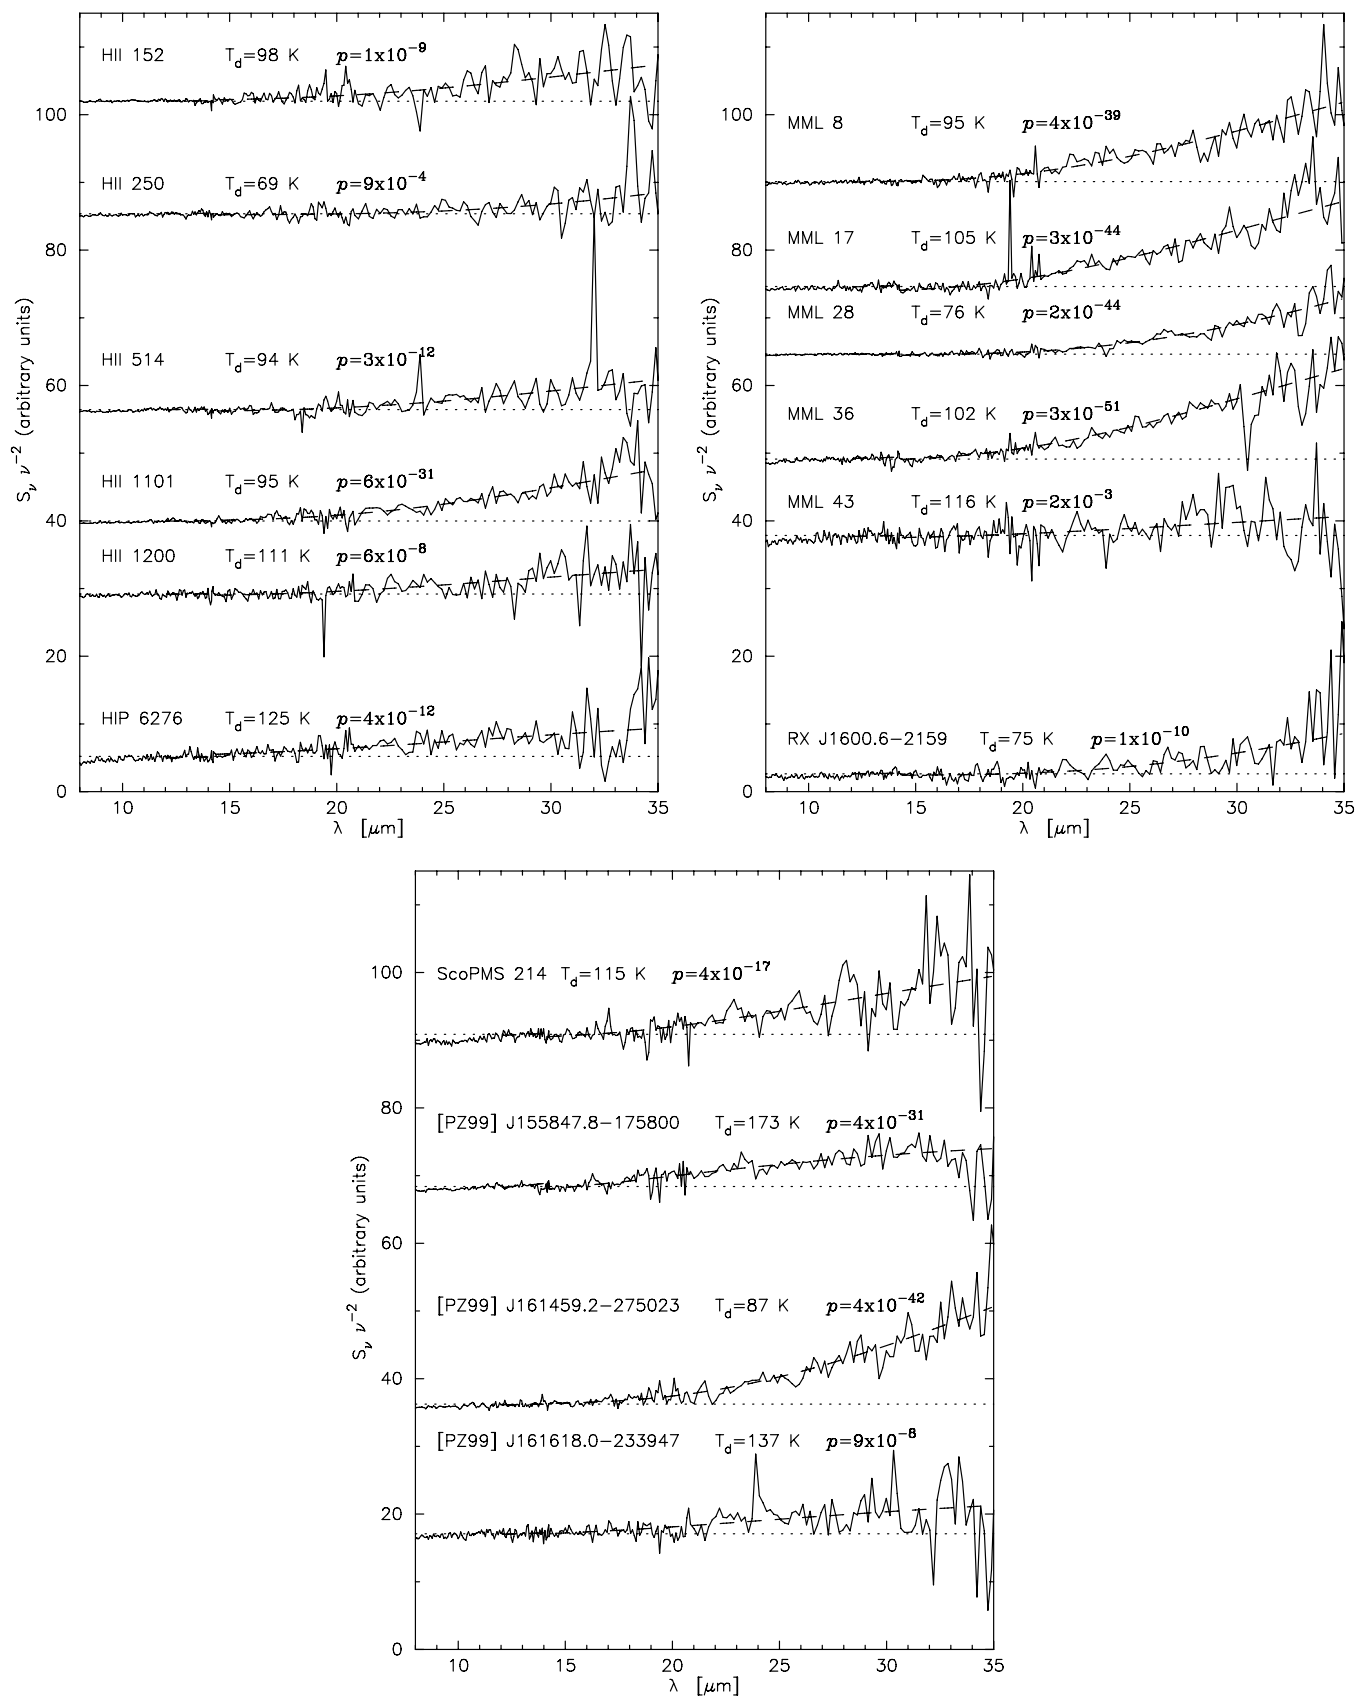 HII 152 T_d=98 K p=1x10^−9
100
HII 250 T_d=69 K p=9x10^−4
80
HII 514 T_d=94 K p=3x10^−12
60
HII 1101 T_d=95 K p=6x10^−31
40
HII 1200 T_d=111 K p=6x10^−8
20
HIP 6276 T_d=125 K p=4x10^−12
0
10 15 20 25 30 35
λ [μm]
S_ν ν^−2 (arbitrary units)
100
MML 8 T_d=95 K p=4x10^−39
80
MML 17 T_d=105 K p=3x10^−44
MML 28 T_d=76 K p=2x10^−44
60
MML 36 T_d=102 K p=3x10^−51
MML 43 T_d=116 K p=2x10^−3
40
20
RX J1600.6−2159 T_d=75 K p=1x10^−10
0
10 15 20 25 30 35
λ [μm]
S_ν ν^−2 (arbitrary units)
100
ScoPMS 214 T_d=115 K p=4x10^−17
80
[PZ99] J155847.8−175800 T_d=173 K p=4x10^−31
60
[PZ99] J161459.2−275023 T_d=87 K p=4x10^−42
40
[PZ99] J161618.0−233947 T_d=137 K p=9x10^−8
20
0
10 15 20 25 30 35
λ [μm]
S_ν ν^−2 (arbitrary units)